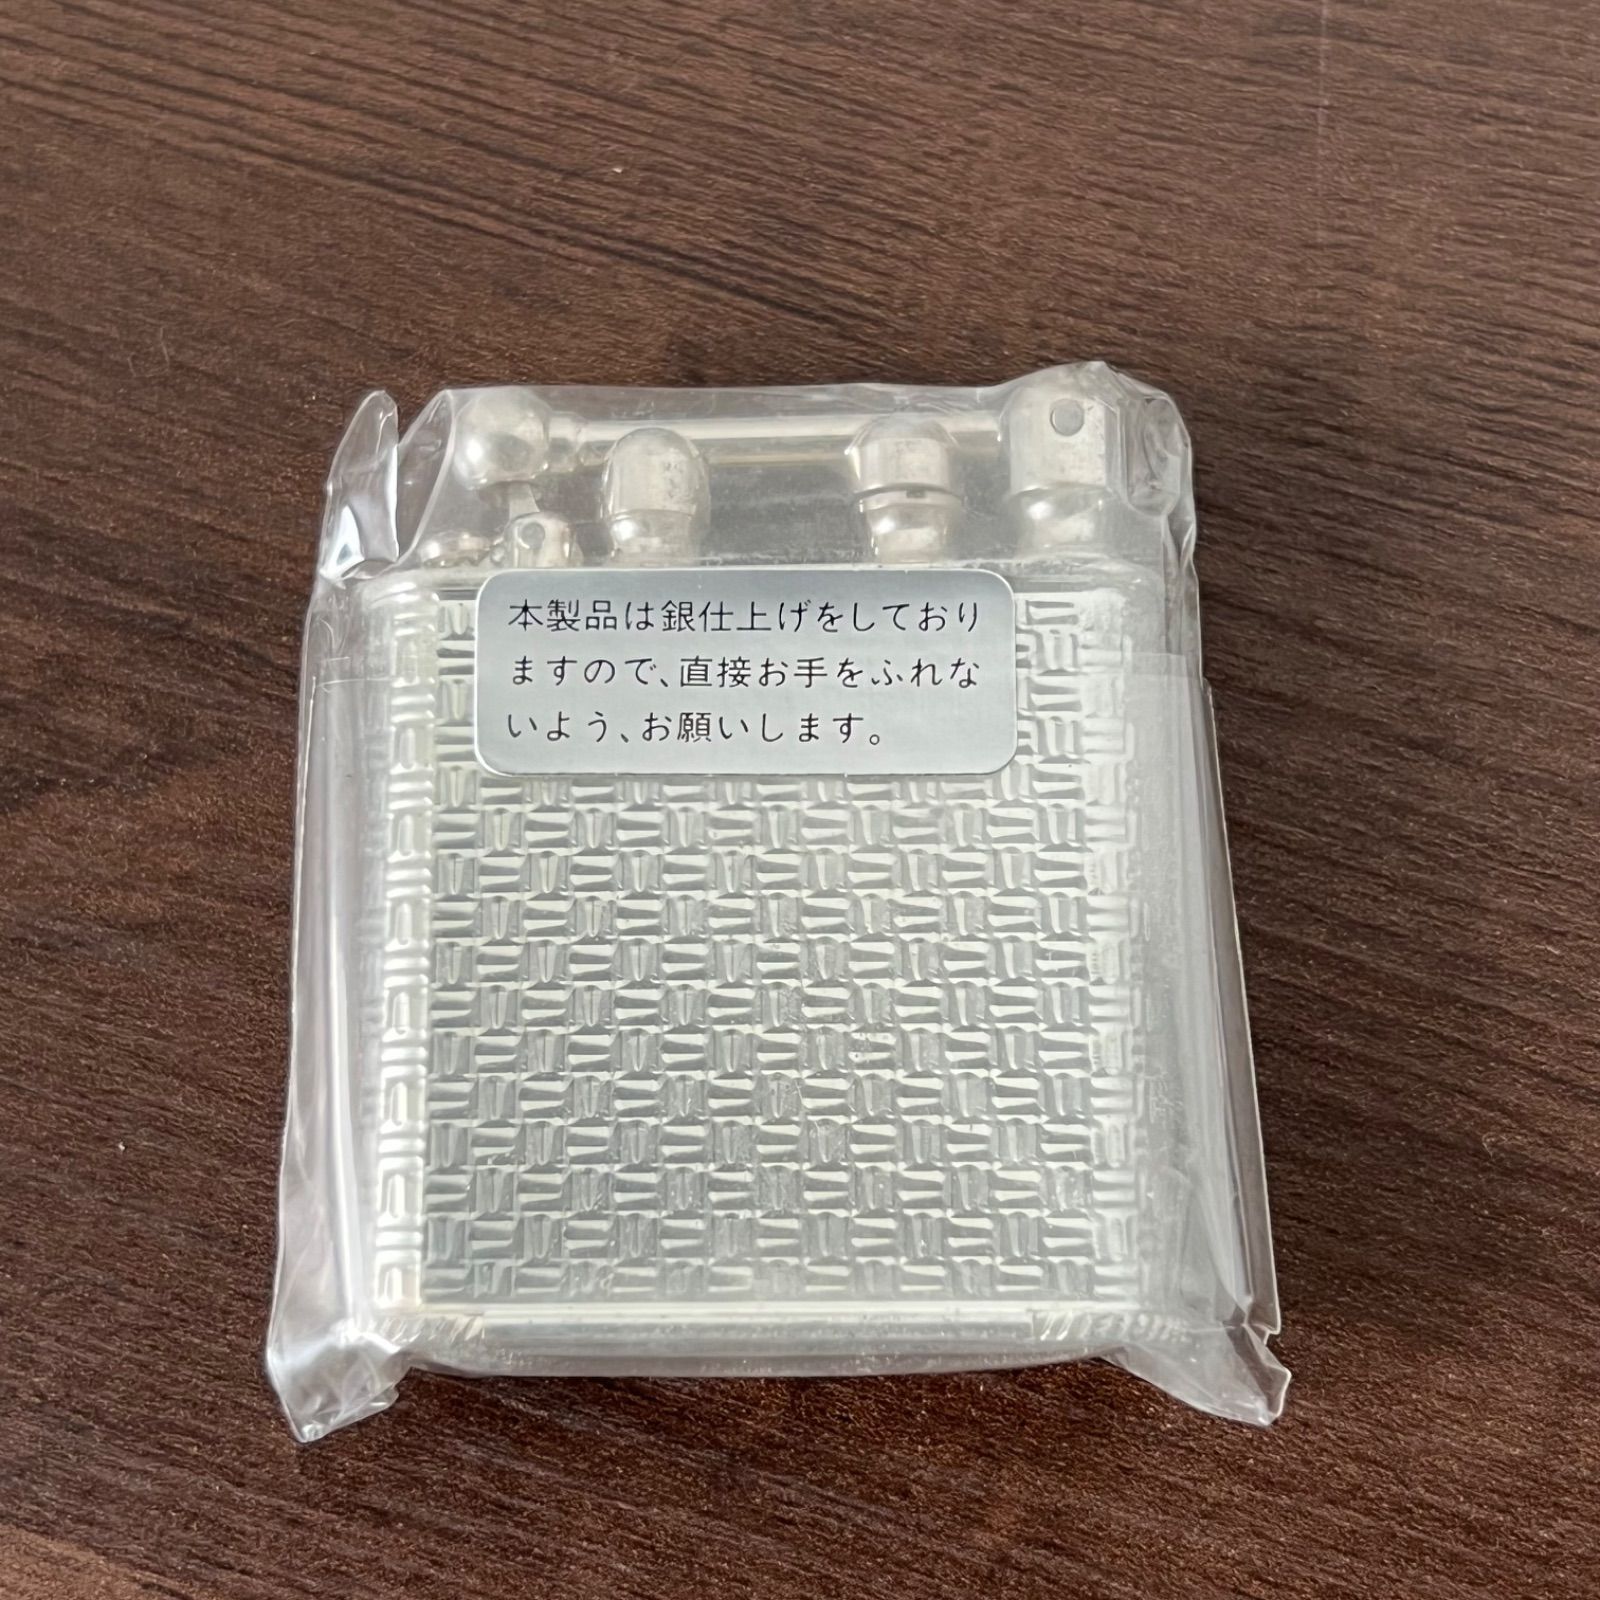 本製品は銀仕上げをしており
ますので、直接お手をふれな
いよう、お願いします。